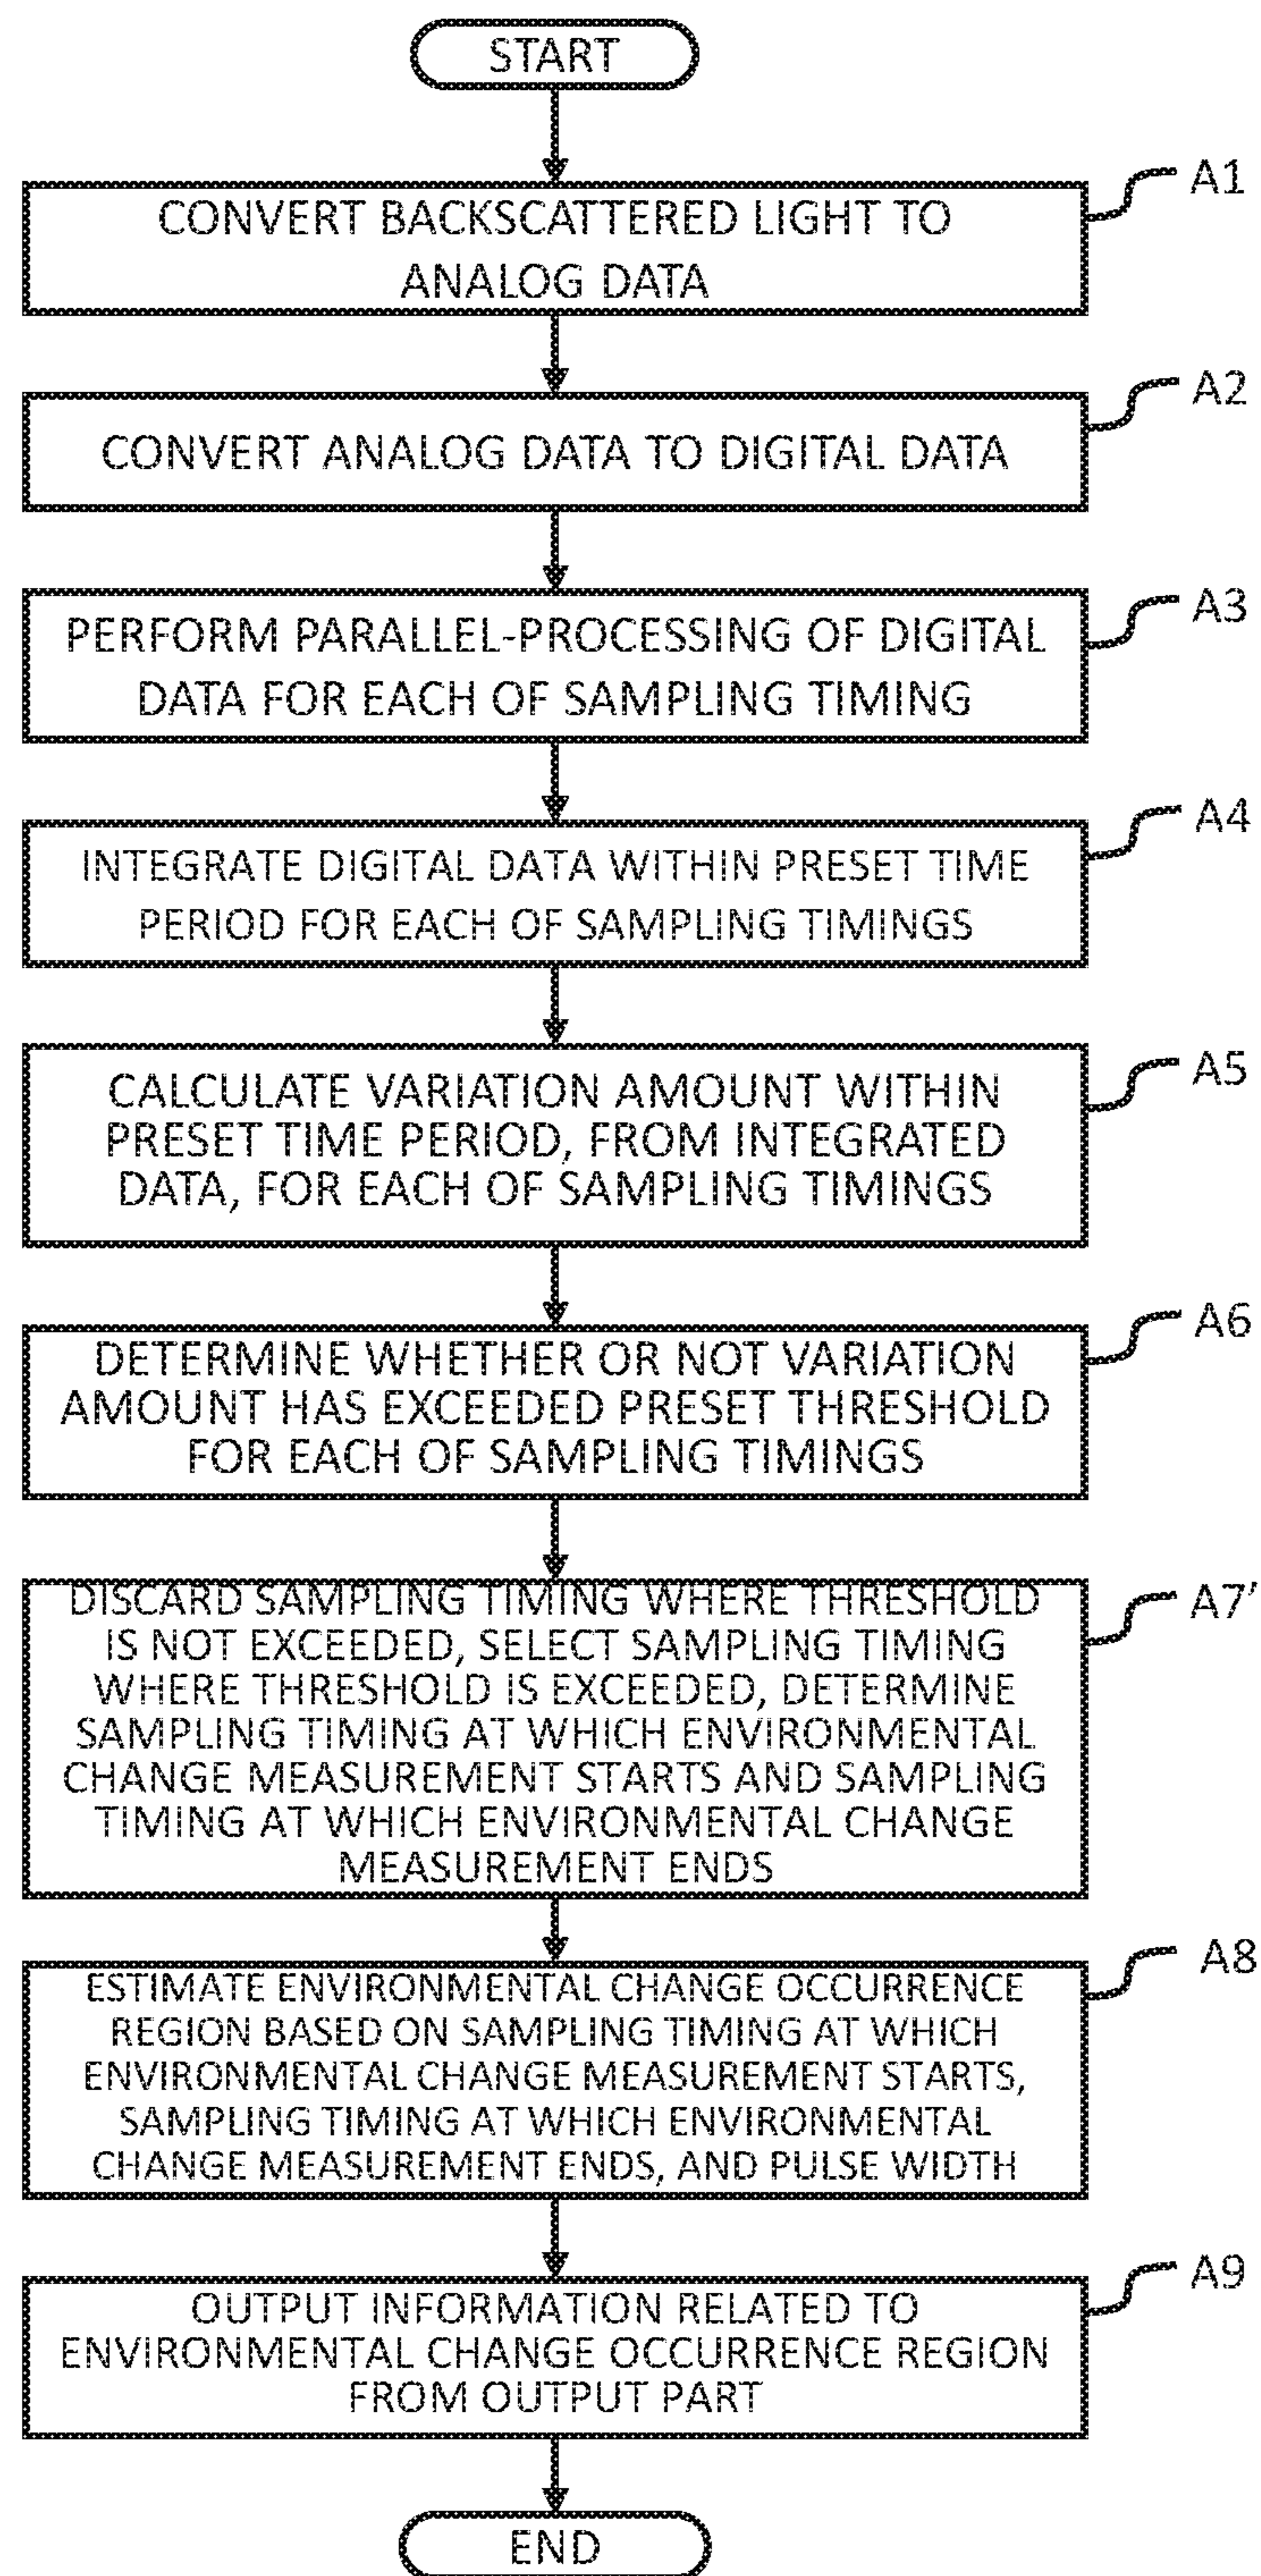 START
A1
CONVERT BACKSCATTERED LIGHT TO
ANALOG DATA
A2
CONVERT ANALOG DATA TO DIGITAL DATA
A3
PERFORM PARALLEL-PROCESSING OF DIGITAL
DATA FOR EACH OF SAMPLING TIMING
A4
INTEGRATE DIGITAL DATA WITHIN PRESET TIME
PERIOD FOR EACH OF SAMPLING TIMINGS
A5
CALCULATE VARIATION AMOUNT WITHIN
PRESET TIME PERIOD, FROM INTEGRATED
DATA, FOR EACH OF SAMPLING TIMINGS
A6
DETERMINE WHETHER OR NOT VARIATION
AMOUNT HAS EXCEEDED PRESET THRESHOLD
FOR EACH OF SAMPLING TIMINGS
A7’
DISCARD SAMPLING TIMING WHERE THRESHOLD
IS NOT EXCEEDED, SELECT SAMPLING TIMING
WHERE THRESHOLD IS EXCEEDED, DETERMINE
SAMPLING TIMING AT WHICH ENVIRONMENTAL
CHANGE MEASUREMENT STARTS AND SAMPLING
TIMING AT WHICH ENVIRONMENTAL CHANGE
MEASUREMENT ENDS
A8
ESTIMATE ENVIRONMENTAL CHANGE OCCURRENCE
REGION BASED ON SAMPLING TIMING AT WHICH
ENVIRONMENTAL CHANGE MEASUREMENT STARTS,
SAMPLING TIMING AT WHICH ENVIRONMENTAL
CHANGE MEASUREMENT ENDS, AND PULSE WIDTH
A9
OUTPUT INFORMATION RELATED TO
ENVIRONMENTAL CHANGE OCCURRENCE REGION
FROM OUTPUT PART
END